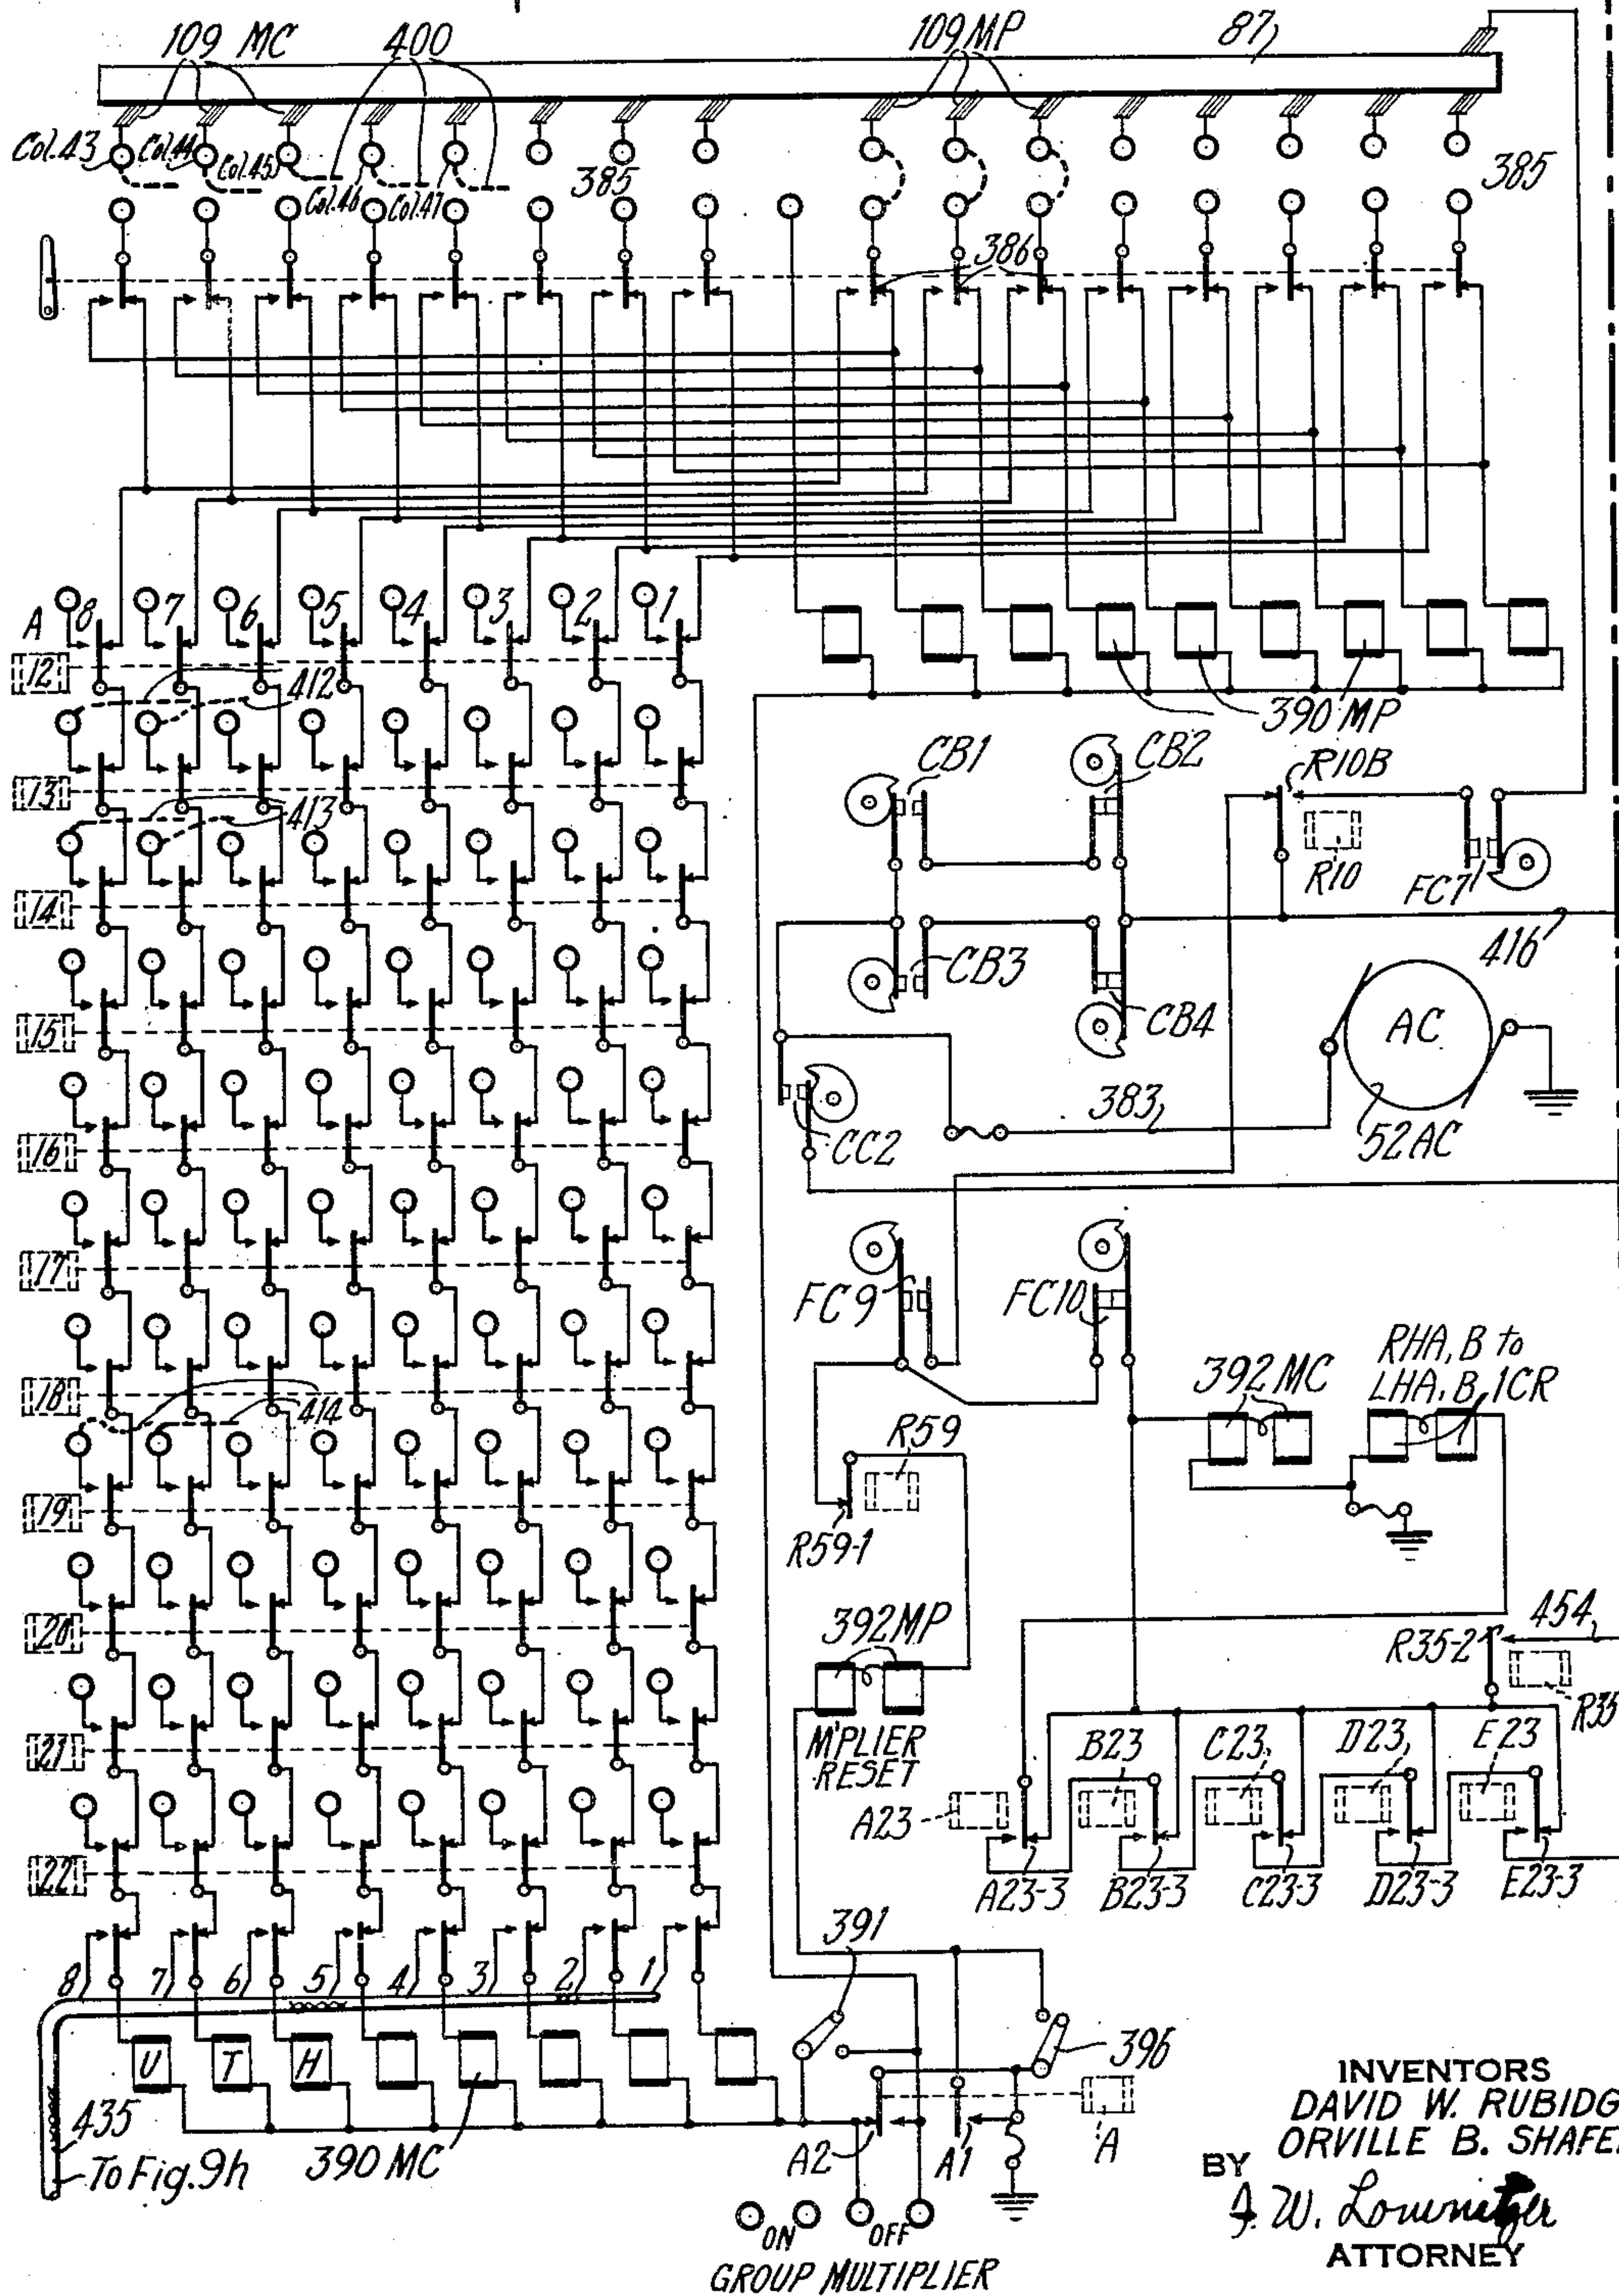 109 MC 400 109 MP 87
Col.43 Col.44 Col.45 Col.46 Col.47 385 385
386
A 8 7 6 5 4 3 2 1
12
412
390 MP
13
CB1 CB2 R10B
413
R10 FC7
14
416
CB3
15
CB4 AC
383
16
CC2 52AC
17
FC9 FC10
RHA, B to
18
392 MC LHA, B, 1CR
414
R59
19
R59-1
454
20
392MP R35-2
R35
21
M'PLIER
RESET
B23 C23 D23 E23
A23
22
A23-3 B23-3 C23-3 D23-3 E23-3
391
8 7 6 5 4 3 2 1
396
U T H
INVENTORS
DAVID W. RUBIDG
435
A2 A1 A
ORVILLE B. SHAFE
To Fig.9h 390 MC
BY
ON OFF
ATTORNEY
GROUP MULTIPLIER